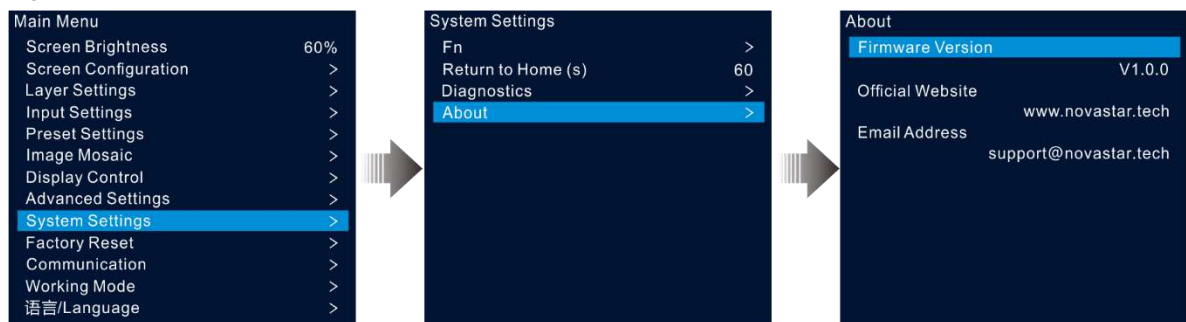 Main Menu
Screen Brightness 60%
Screen Configuration >
Layer Settings >
Input Settings >
Preset Settings >
Image Mosaic >
Display Control >
Advanced Settings >
System Settings >
Factory Reset >
Communication >
Working Mode >
语言/Language >
System Settings
Fn >
Return to Home (s) 60
Diagnostics >
About >
About
Firmware Version
V1.0.0
Official Website
www.novastar.tech
Email Address
support@novastar.tech